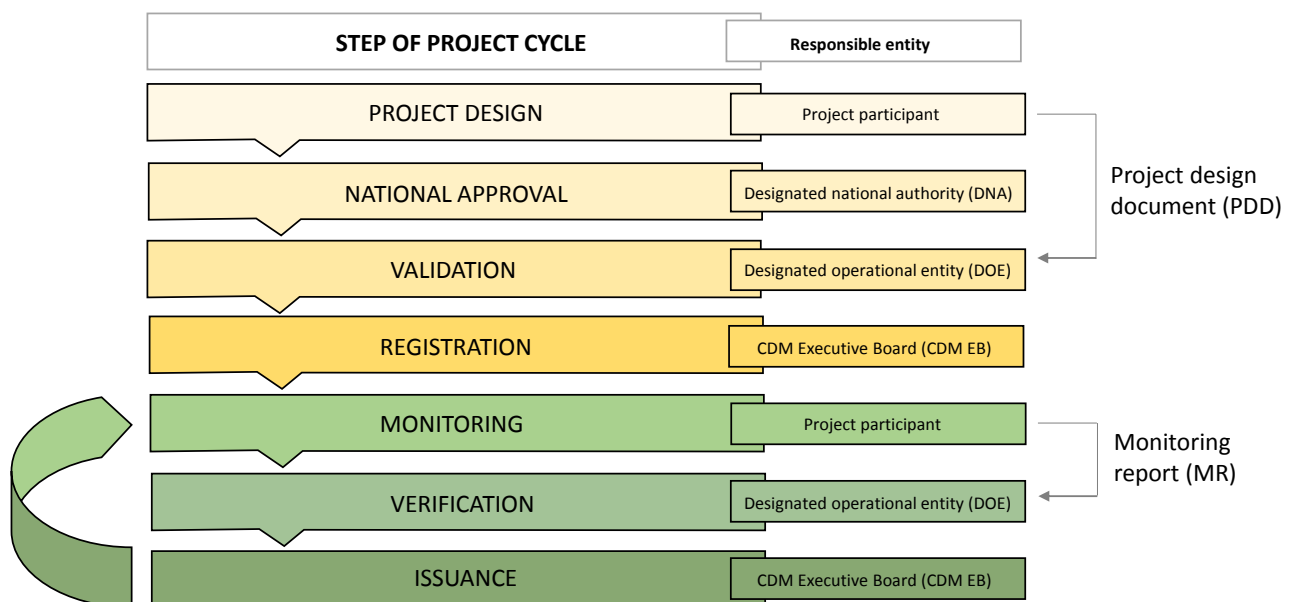 STEP OF PROJECT CYCLE
Responsible entity
PROJECT DESIGN
Project participant
NATIONAL APPROVAL
Designated national authority (DNA)
Project design
document (PDD)
VALIDATION
Designated operational entity (DOE)
REGISTRATION
CDM Executive Board (CDM EB)
MONITORING
Project participant
Monitoring
report (MR)
VERIFICATION
Designated operational entity (DOE)
ISSUANCE
CDM Executive Board (CDM EB)